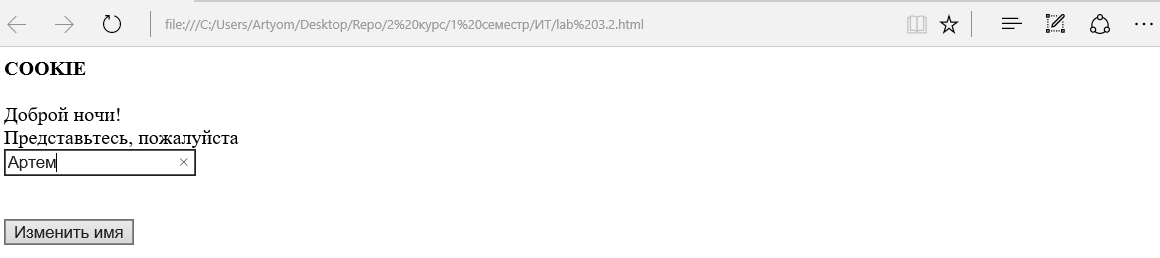 file:///C:/Users/Artyom/Desktop/Repo/2%20курс/1%20семестр/ИТ/lab%203.2.html
COOKIE
Доброй ночи!
Представьтесь, пожалуйста
Артем
Изменить имя